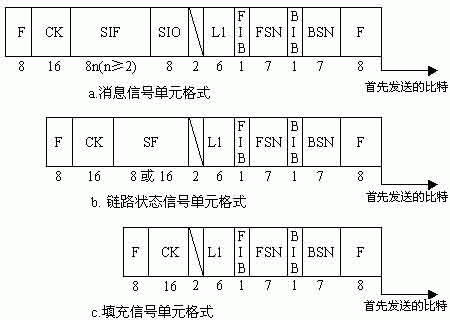 F CK SIF SIO L1 FIB FSN BIB BSN F
8 16 8n(n≥2) 8 2 6 1 7 1 7 8
首先发送的比特
a.消息信号单元格式
F CK SF L1 FIB FSN BIB BSN F
8 16 8 或 16 2 6 1 7 1 7 8
首先发送的比特
b. 链路状态信号单元格式
F CK L1 FIB FSN BIB BSN F
8 16 2 6 1 7 1 7 8
首先发送的比特
c.填充信号单元格式